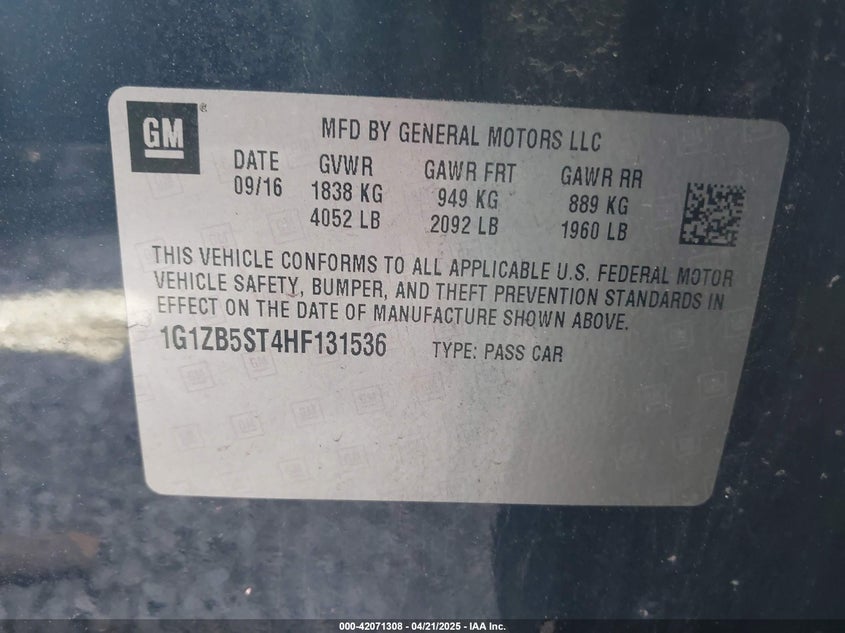 GM ®
MFD BY GENERAL MOTORS LLC
DATE GVWR GAWR FRT GAWR RR
09/16 1838 KG 949 KG 889 KG
4052 LB 2092 LB 1960 LB
THIS VEHICLE CONFORMS TO ALL APPLICABLE U.S. FEDERAL MOTOR
VEHICLE SAFETY, BUMPER, AND THEFT PREVENTION STANDARDS IN
EFFECT ON THE DATE OF MANUFACTURE SHOWN ABOVE.
1G1ZB5ST4HF131536 TYPE: PASS CAR
000-42071308 - 04/21/2025 - IAA Inc.